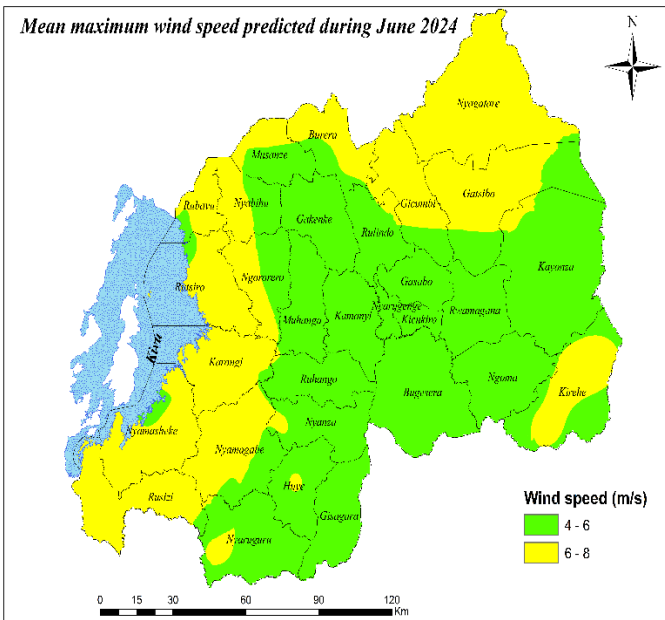 Mean maximum wind speed predicted during June 2024
N
Nyagatare
Burera
Musanze
Gatsibo
Gicumbi
Rubavu
Nyabihu
Gakenke
Rulindo
Kayonza
Ngororero
Gasabo
Rutsiro
Nyarugenge
Rwamagana
Muhanga
Kamonyi
Kicukiro
Kivu
Karongi
Ruhango
Bugesera
Ngoma
Kirehe
Nyamasheke
Nyanza
Nyamagabe
Huye
Rusizi
Gisagara
Nyaruguru
Wind speed (m/s)
4 - 6
6 - 8
0 15 30 60 90 120
Km